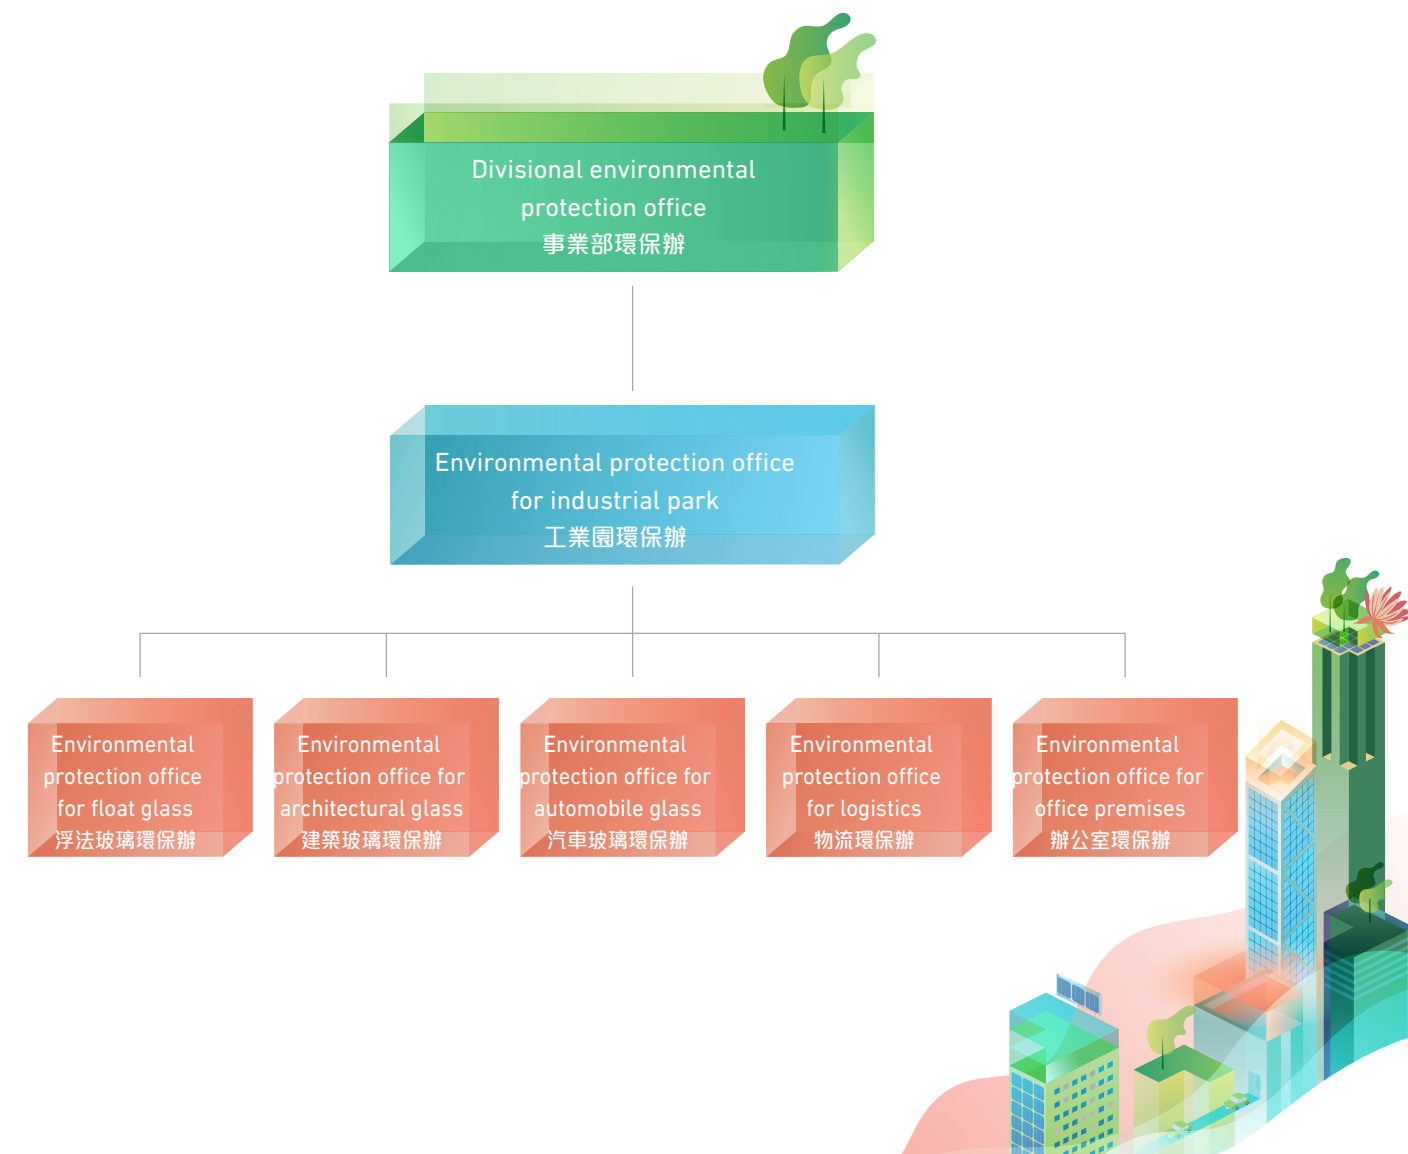 Divisional environmental
protection office
事業部環保辦
Environmental protection office
for industrial park
工業園環保辦
Environmental
protection office
for float glass
浮法玻璃環保辦
Environmental
protection office for
architectural glass
建築玻璃環保辦
Environmental
protection office for
automobile glass
汽車玻璃環保辦
Environmental
protection office
for logistics
物流環保辦
Environmental
protection office for
office premises
辦公室環保辦